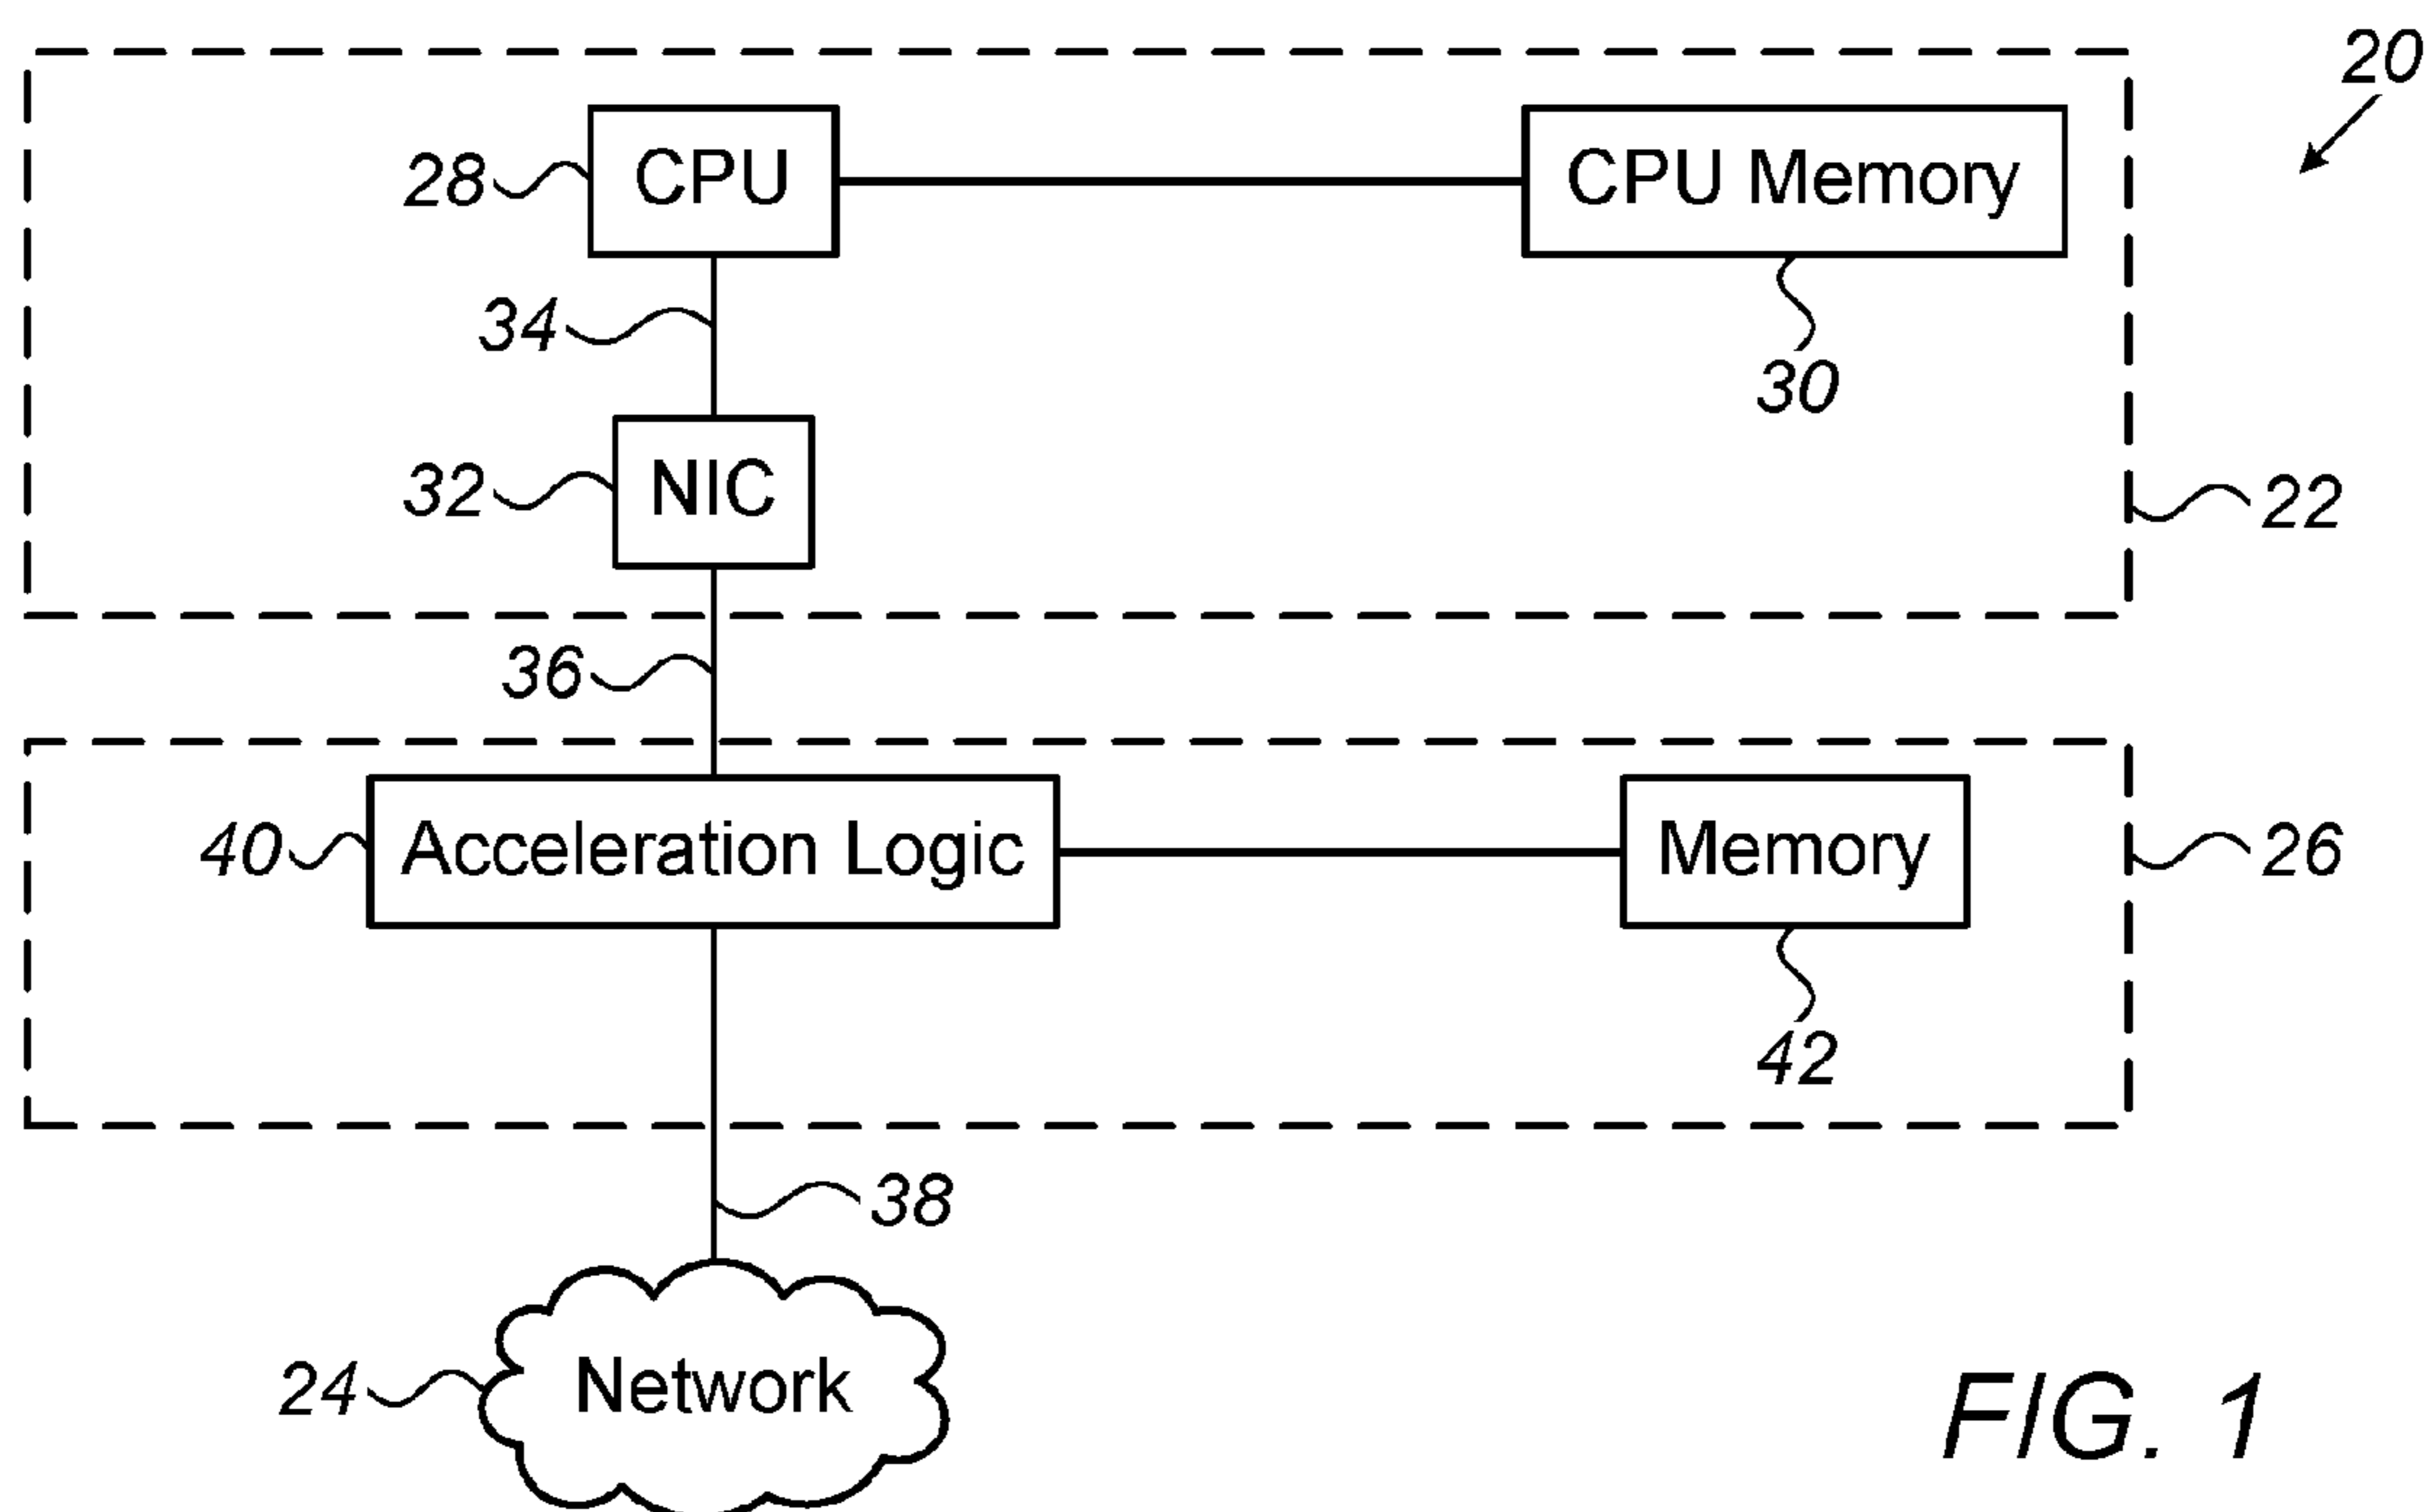 20
28
CPU
CPU Memory
34
30
32
NIC
22
36
40
Acceleration Logic
Memory
26
42
38
24
Network
FIG. 1